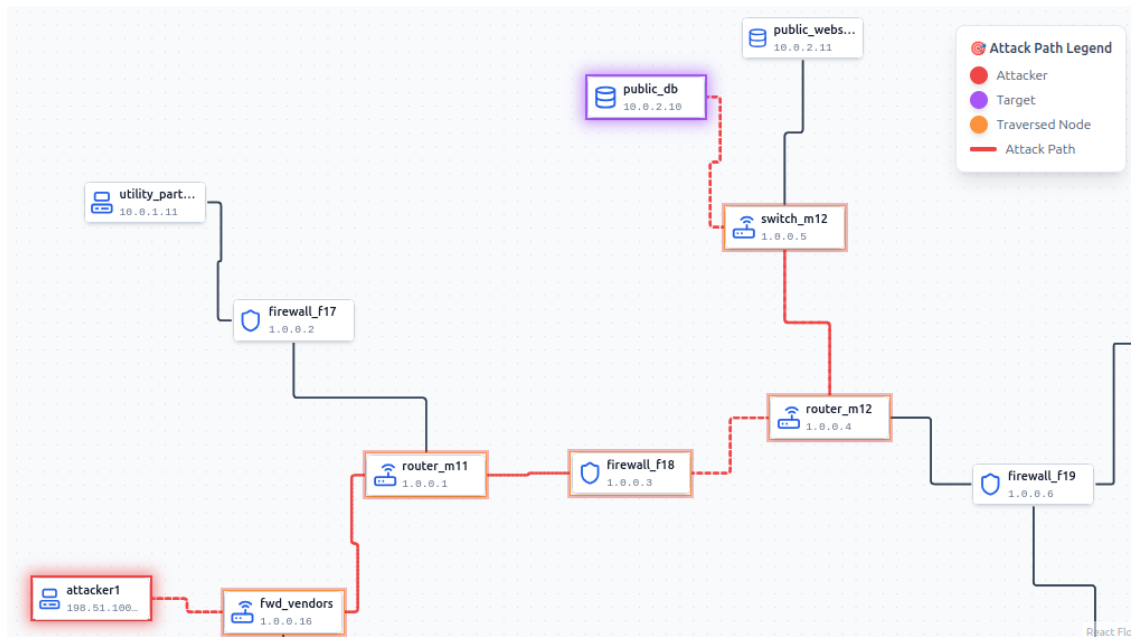 public_webs...
10.0.2.11
public_db
10.0.2.10
🎯 Attack Path Legend
Attacker
Target
Traversed Node
Attack Path
utility_part...
10.0.1.11
switch_m12
1.0.0.5
firewall_f17
1.0.0.2
router_m12
1.0.0.4
router_m11
1.0.0.1
firewall_f18
1.0.0.3
firewall_f19
1.0.0.6
attacker1
198.51.100...
fwd_vendors
1.0.0.16
React Flo